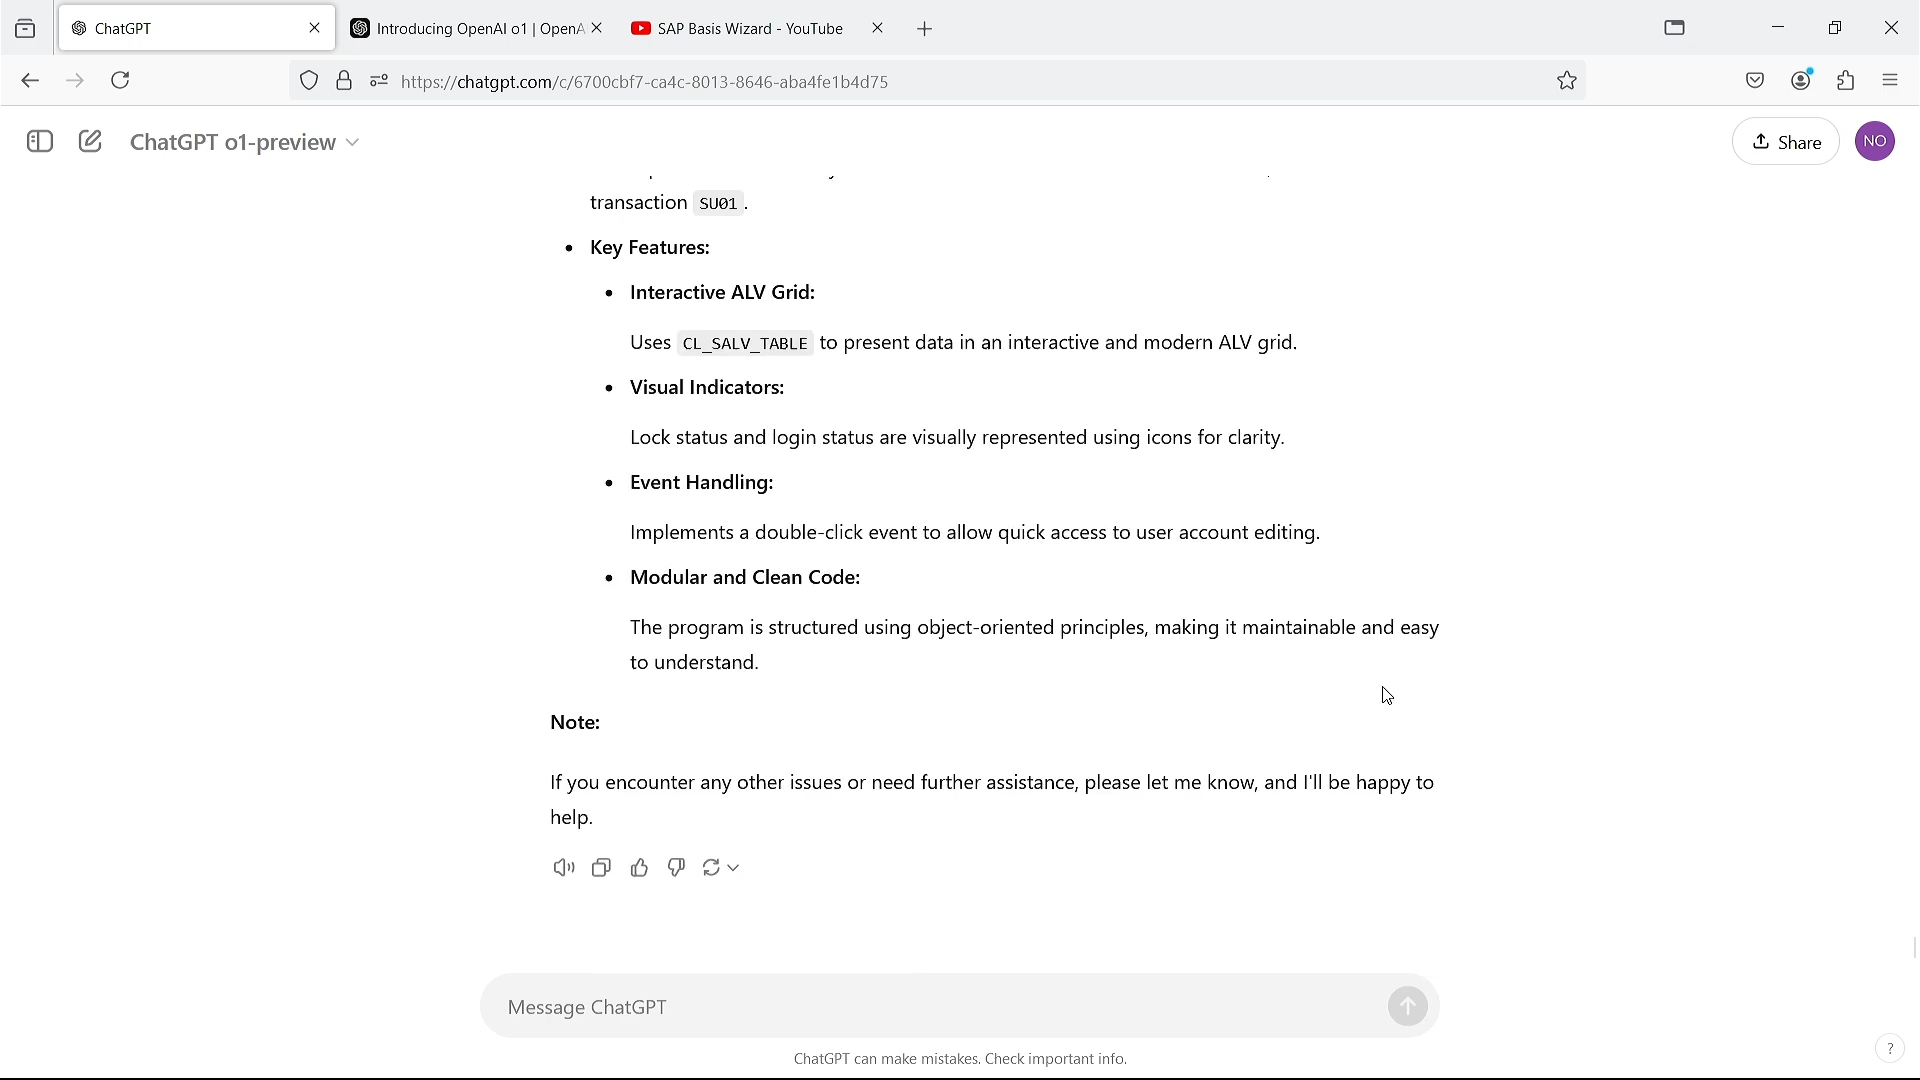 ChatGPT
Introducing OpenAI o1 | OpenA
SAP Basis Wizard - YouTube
https://chatgpt.com/c/6700cbf7-ca4c-8013-8646-aba4fe1b4d75
ChatGPT o1-preview
Share
NO
transaction SU01.
• Key Features:
• Interactive ALV Grid:
Uses CL_SALV_TABLE to present data in an interactive and modern ALV grid.
• Visual Indicators:
Lock status and login status are visually represented using icons for clarity.
• Event Handling:
Implements a double-click event to allow quick access to user account editing.
• Modular and Clean Code:
The program is structured using object-oriented principles, making it maintainable and easy
to understand.
Note:
If you encounter any other issues or need further assistance, please let me know, and I'll be happy to
help.
Message ChatGPT
ChatGPT can make mistakes. Check important info.
?